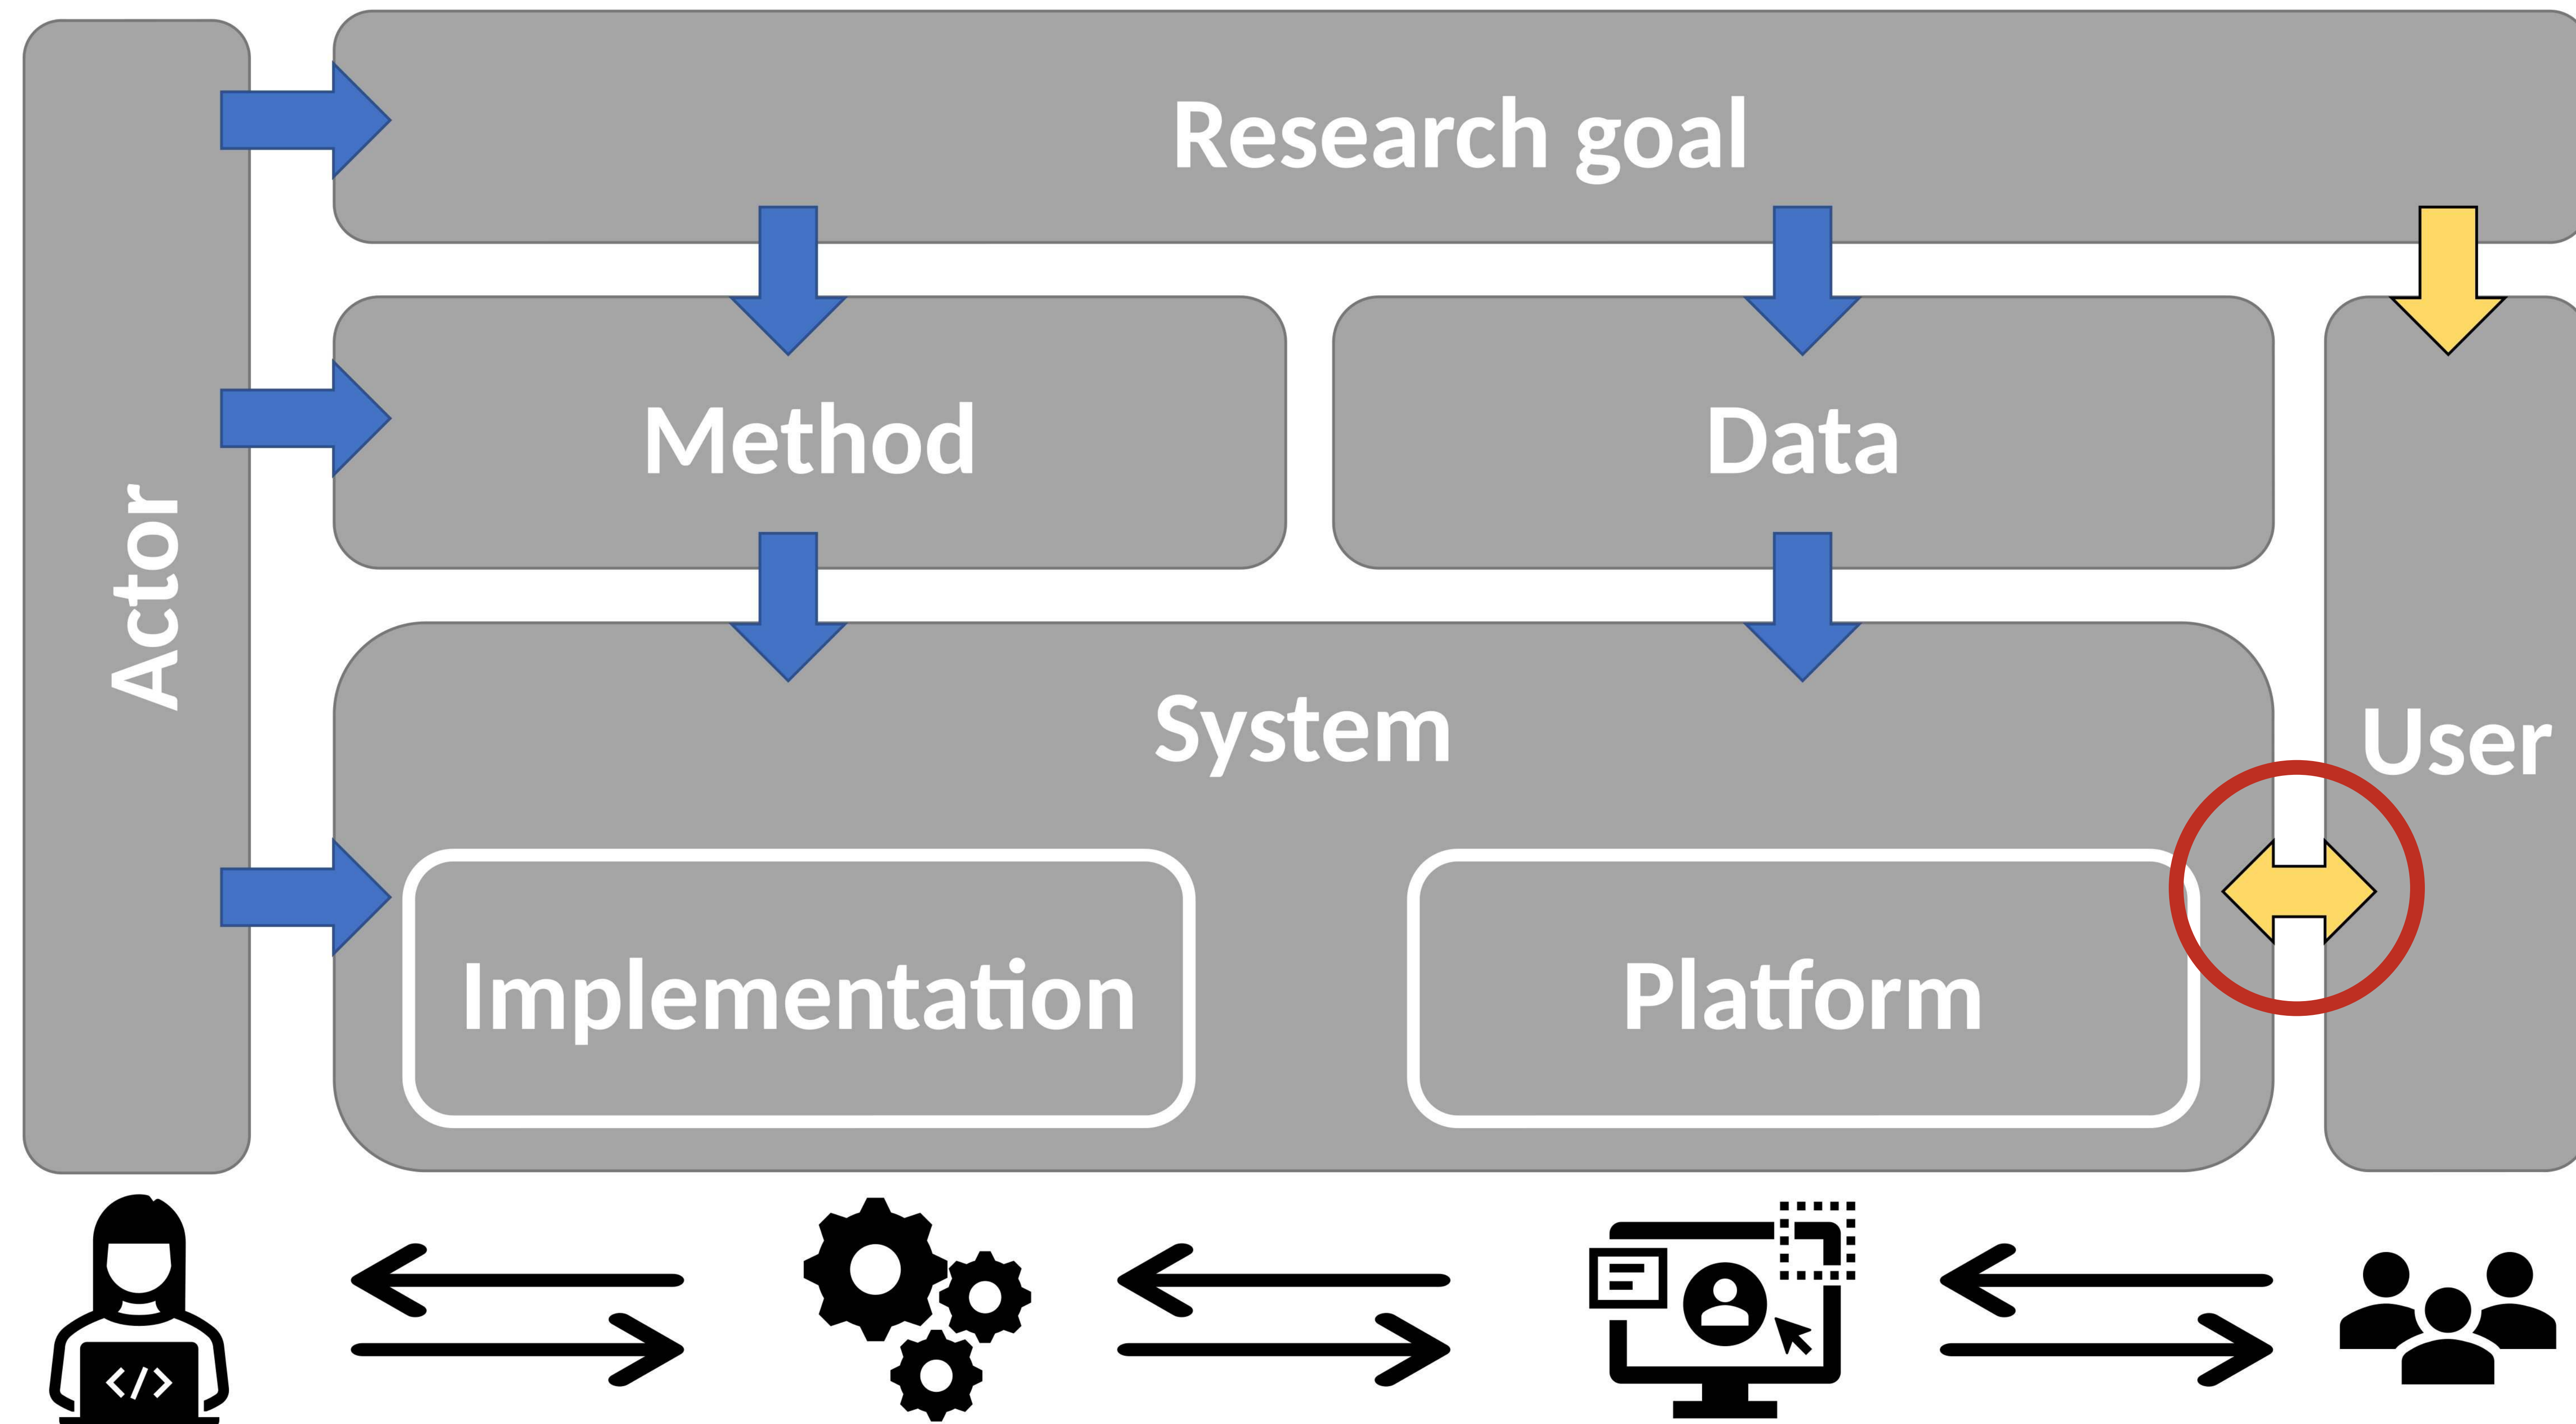 Research goal
Actor
Method
Data
System
User
Implementation
Platform
</>